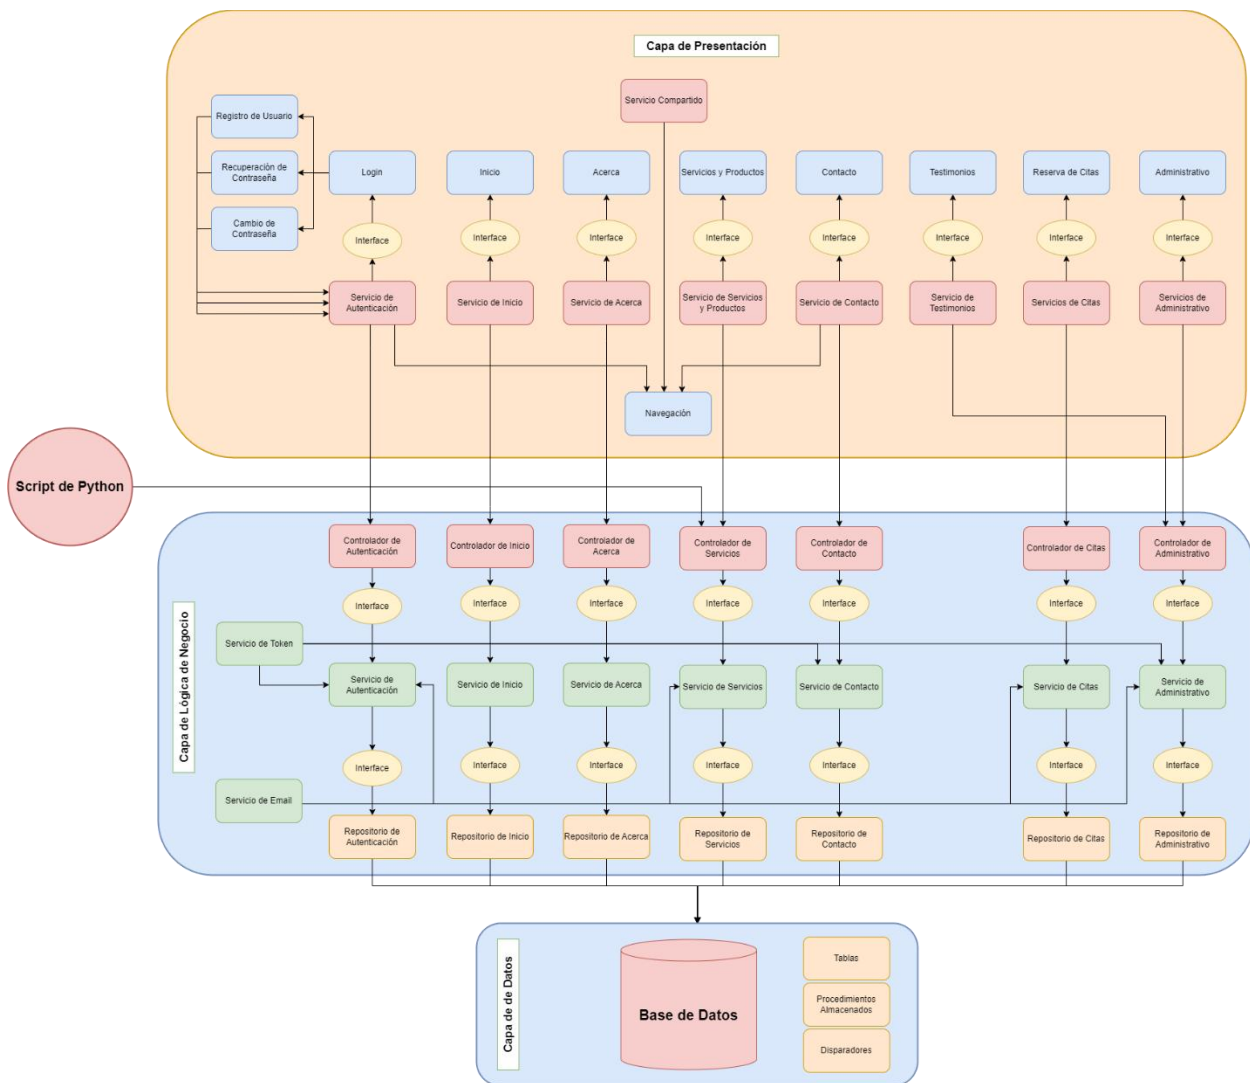 Capa de Presentación
Servicio Compartido
Registro de Usuario
Recuperación de
Contraseña
Cambio de
Contraseña
Login
Inicio
Acerca
Servicios y Productos
Contacto
Testimonios
Reserva de Citas
Administrativo
Interface
Interface
Interface
Interface
Interface
Interface
Interface
Interface
Servicio de
Autenticación
Servicio de Inicio
Servicio de Acerca
Servicio de Servicios
y Productos
Servicio de Contacto
Servicio de
Testimonios
Servicios de Citas
Servicios de
Administrativo
Navegación
Script de Python
Capa de Lógica de Negocio
Controlador de
Autenticación
Controlador de Inicio
Controlador de
Acerca
Controlador de
Servicios
Controlador de
Contacto
Controlador de Citas
Controlador de
Administrativo
Interface
Interface
Interface
Interface
Interface
Interface
Interface
Servicio de Token
Servicio de
Autenticación
Servicio de Inicio
Servicio de Acerca
Servicio de Servicios
Servicio de Contacto
Servicio de Citas
Servicio de
Administrativo
Interface
Interface
Interface
Interface
Interface
Interface
Interface
Servicio de Email
Repositorio de
Autenticación
Repositorio de Inicio
Repositorio de Acerca
Repositorio de
Servicios
Repositorio de
Contacto
Repositorio de Citas
Repositorio de
Administrativo
Capa de de Datos
Base de Datos
Tablas
Procedimientos
Almacenados
Disparadores